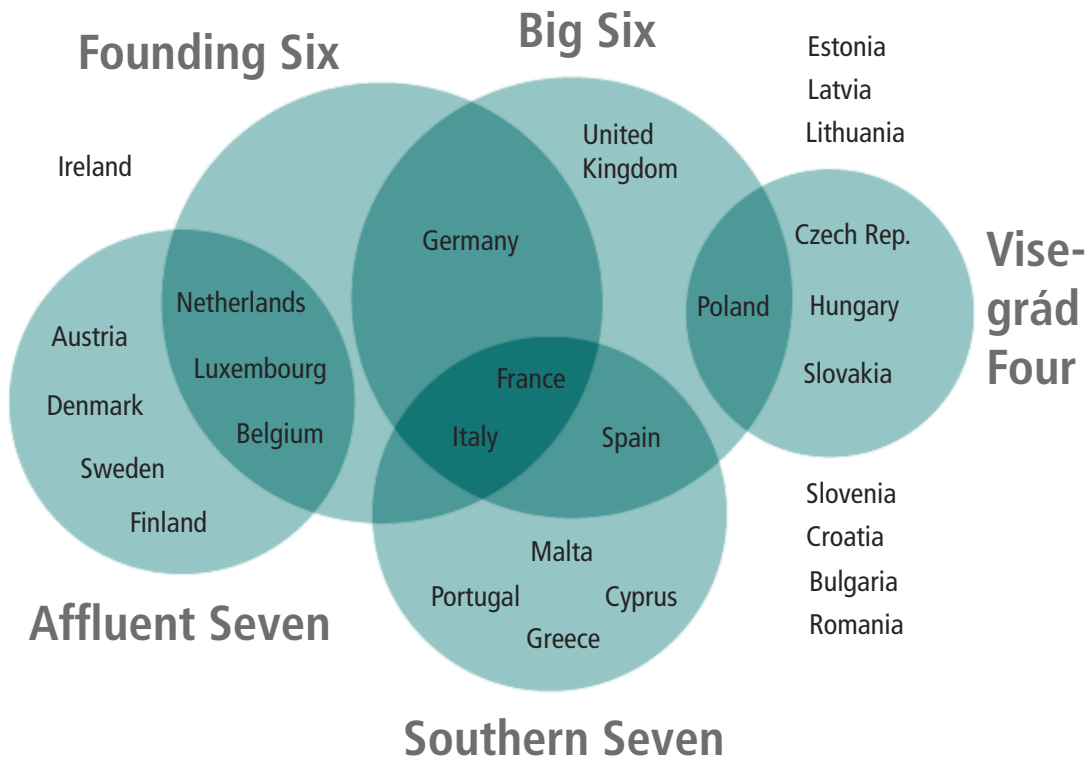 Founding Six
Big Six
Estonia
Latvia
Lithuania
Ireland
United
Kingdom
Germany
Czech Rep.
Vise-
grád
Four
Netherlands
Poland
Hungary
Austria
Luxembourg
France
Slovakia
Denmark
Belgium
Italy
Spain
Sweden
Finland
Slovenia
Croatia
Malta
Bulgaria
Portugal
Cyprus
Romania
Greece
Affluent Seven
Southern Seven